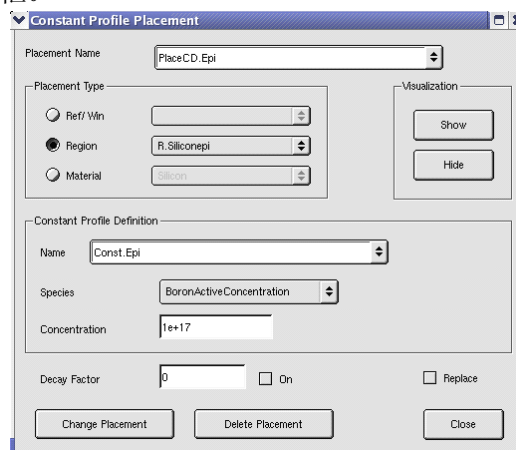 值。
Constant Profile Placement
Placement Name
PlaceCD.Epi
Placement Type
Visualization
Ref/ Win
Show
Region
R.Siliconepi
Hide
Material
Silicon
Constant Profile Definition
Name
Const.Epi
Species
BoronActiveConcentration
Concentration
1e+17
Decay Factor
0
On
Replace
Change Placement
Delete Placement
Close